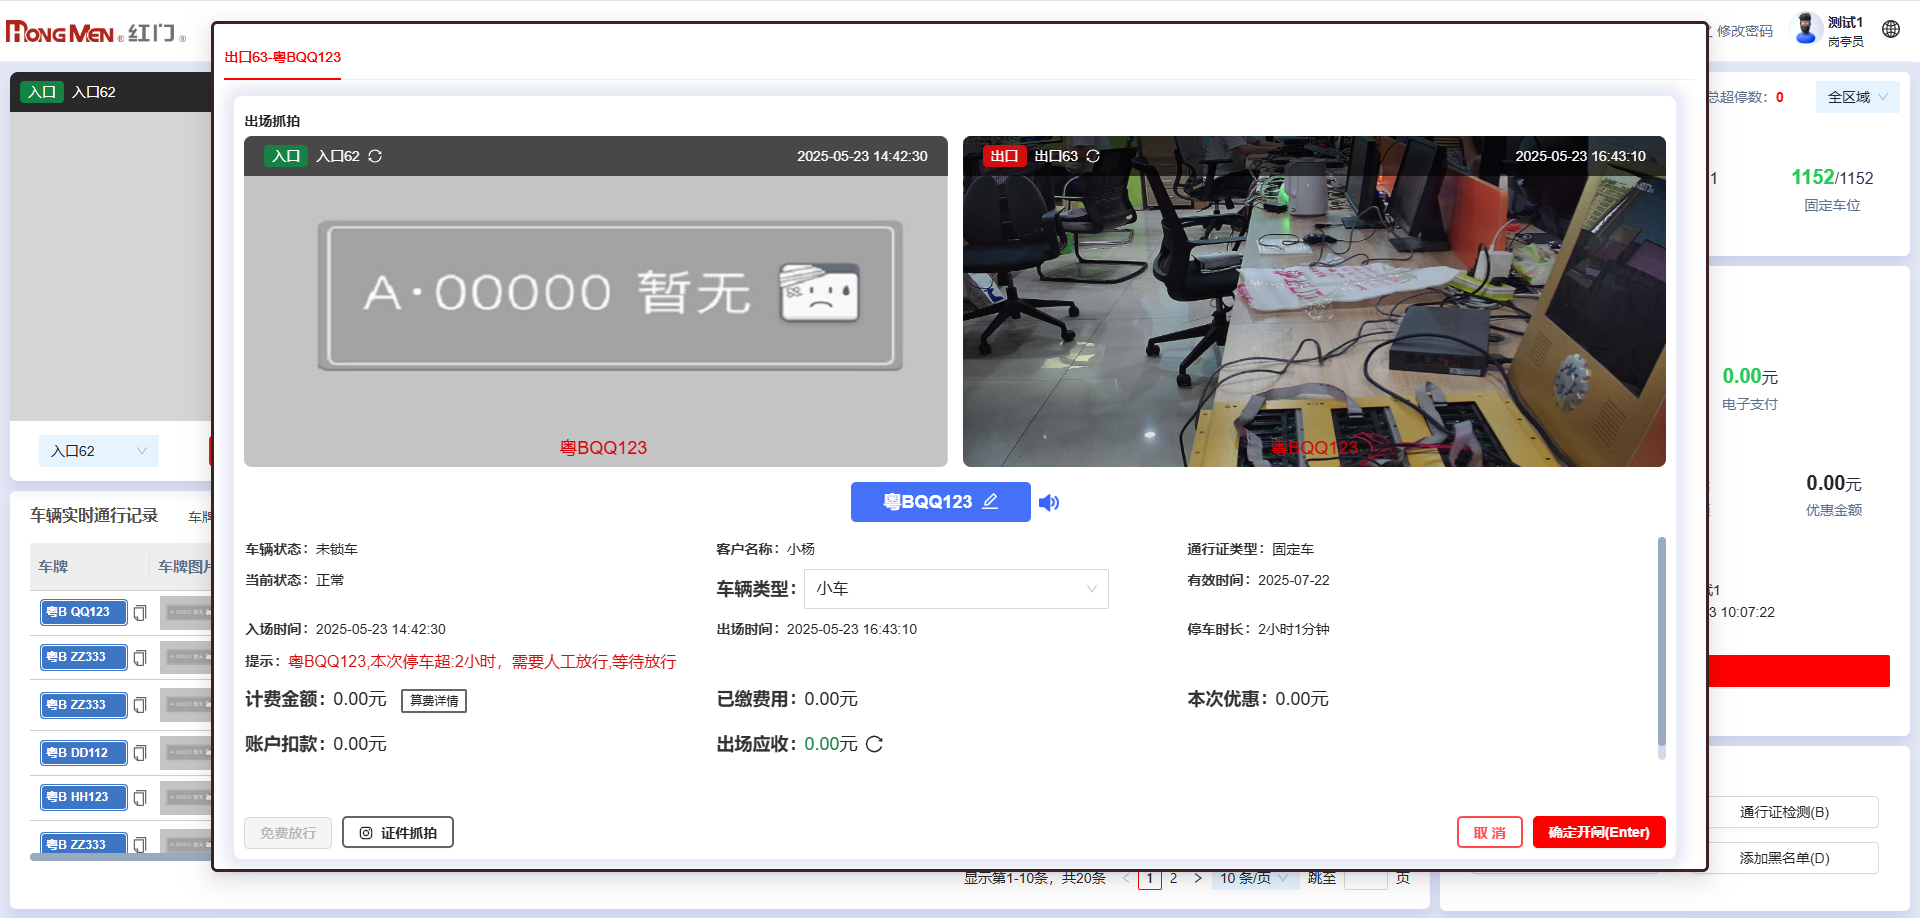 HONGMEN® 红门®
修改密码
测试1
岗亭员
入口 入口62
出口63-粤BQQ123
总超停数：0
全区域
出场抓拍
入口 入口62 2025-05-23 14:42:30
出口 出口63 2025-05-23 16:43:10
A·00000 暂无
粤BQQ123
粤BQQ123
1
1152/1152
固定车位
0.00元
电子支付
入口62
0.00元
优惠金额
粤BQQ123
车辆实时通行记录 车牌
车牌 车牌图片
粤B QQ123
粤B ZZ333
粤B ZZ333
粤B DD112
粤B HH123
粤B ZZ333
车辆状态：未锁车
客户名称：小杨
通行证类型：固定车
当前状态：正常
车辆类型：小车
有效时间：2025-07-22
入场时间：2025-05-23 14:42:30
出场时间：2025-05-23 16:43:10
停车时长：2小时1分钟
提示：粤BQQ123,本次停车超:2小时，需要人工放行,等待放行
计费金额：0.00元 算费详情
已缴费用：0.00元
本次优惠：0.00元
账户扣款：0.00元
出场应收：0.00元
试1
3 10:07:22
免费放行
证件抓拍
取 消
确定开闸(Enter)
通行证检测(B)
添加黑名单(D)
显示第1-10条，共20条 < 1 2 > 10 条/页 跳至 页